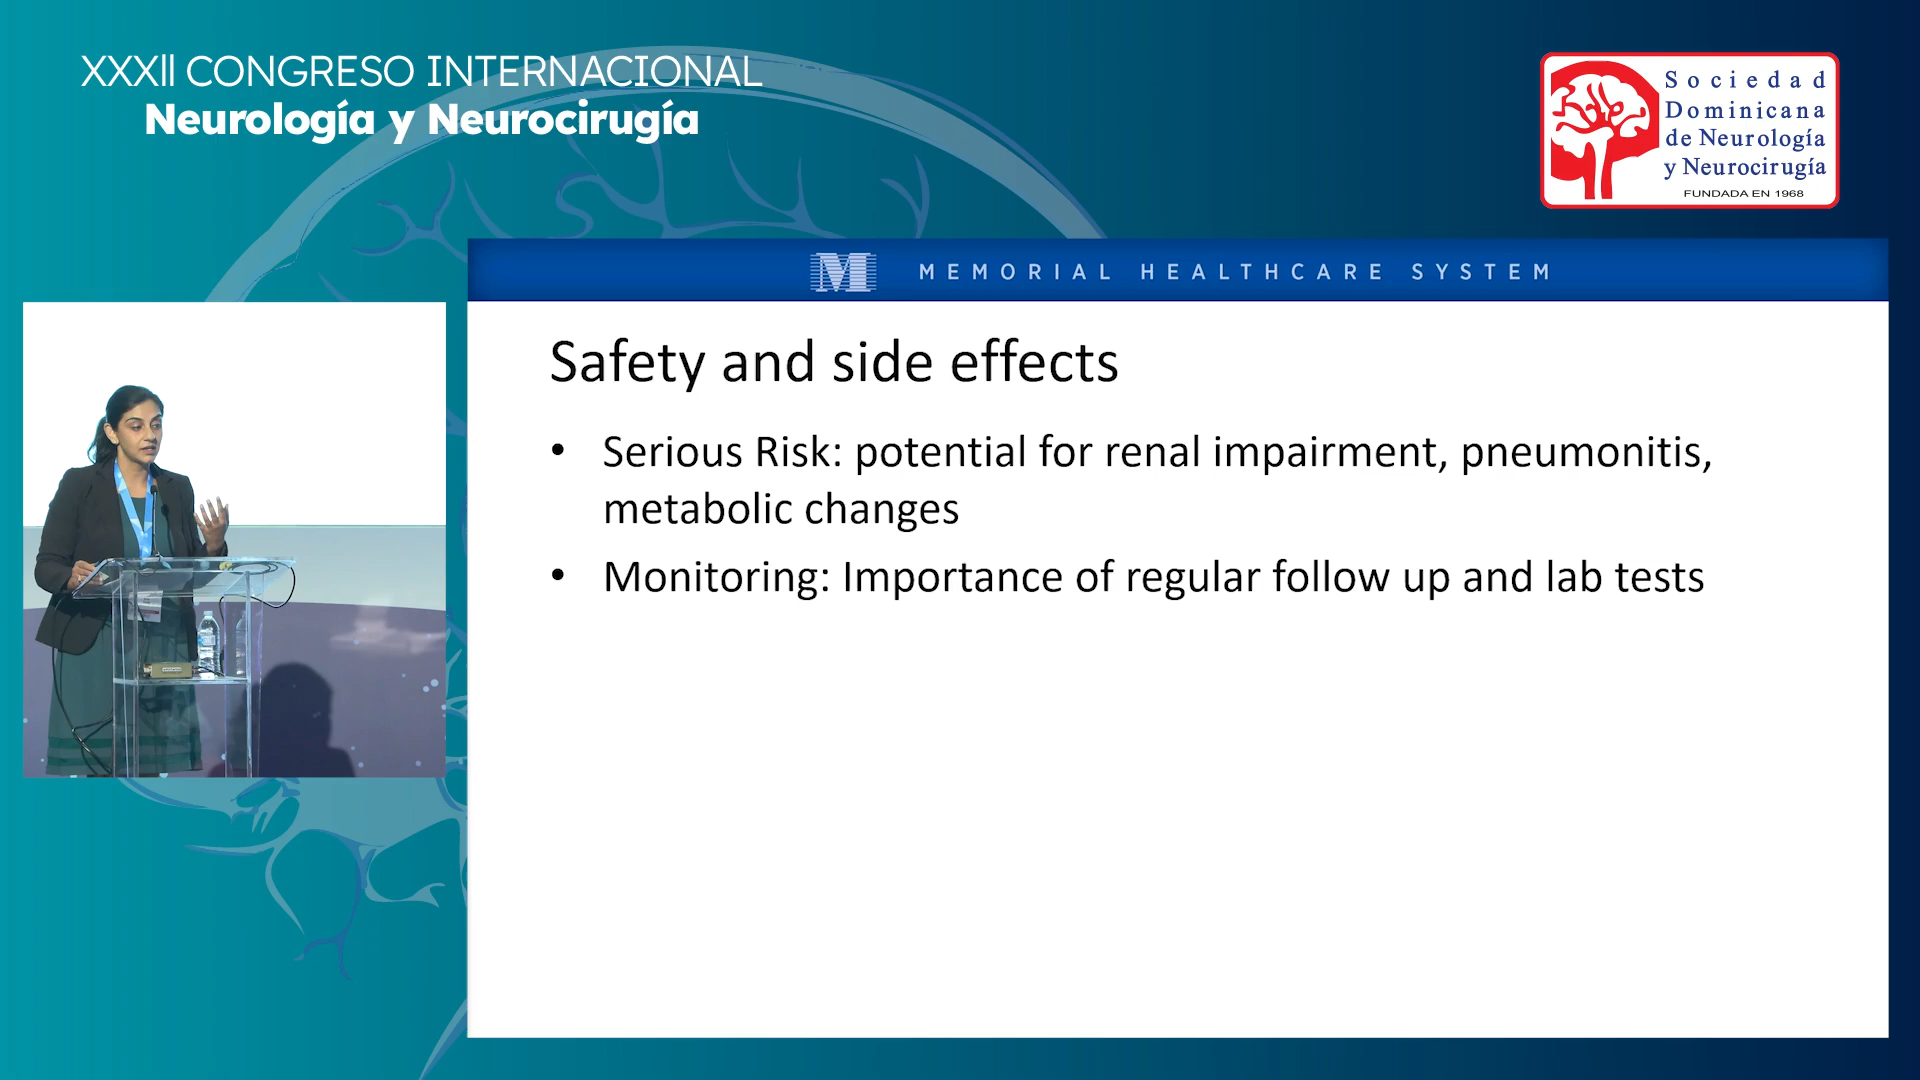 XXXII CONGRESO INTERNACIONAL
Neurología y Neurocirugía
Sociedad
Dominicana
de Neurología
y Neurocirugía
FUNDADA EN 1968
M MEMORIAL HEALTHCARE SYSTEM
Safety and side effects
• Serious Risk: potential for renal impairment, pneumonitis,
metabolic changes
• Monitoring: Importance of regular follow up and lab tests